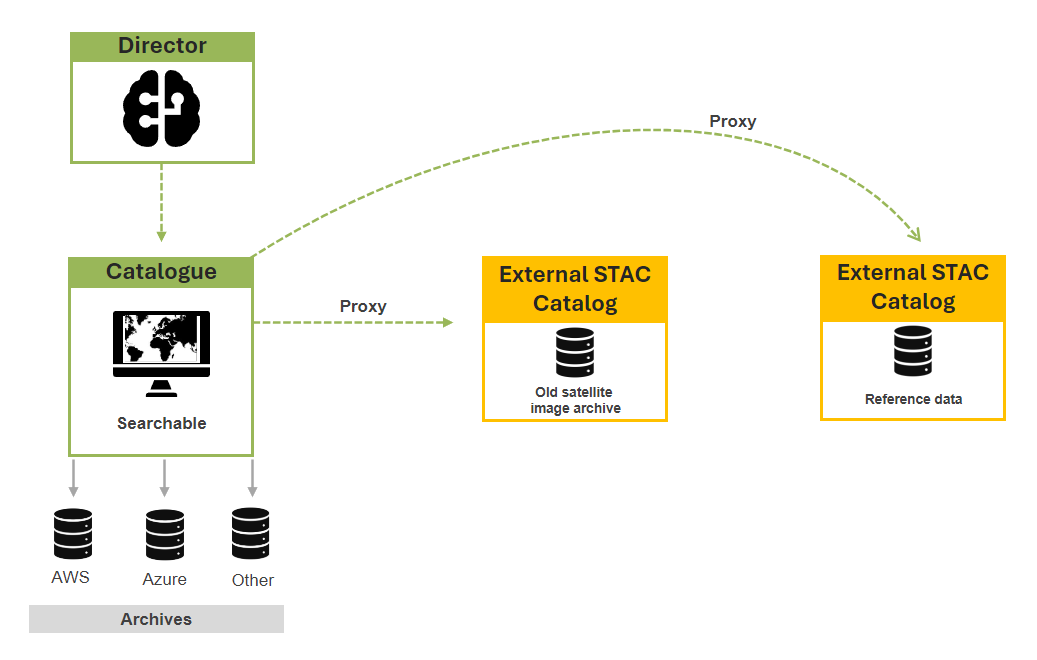 Director
Proxy
Catalogue
External STAC
Catalog
External STAC
Catalog
Proxy
Searchable
Old satellite
image archive
Reference data
AWS
Azure
Other
Archives